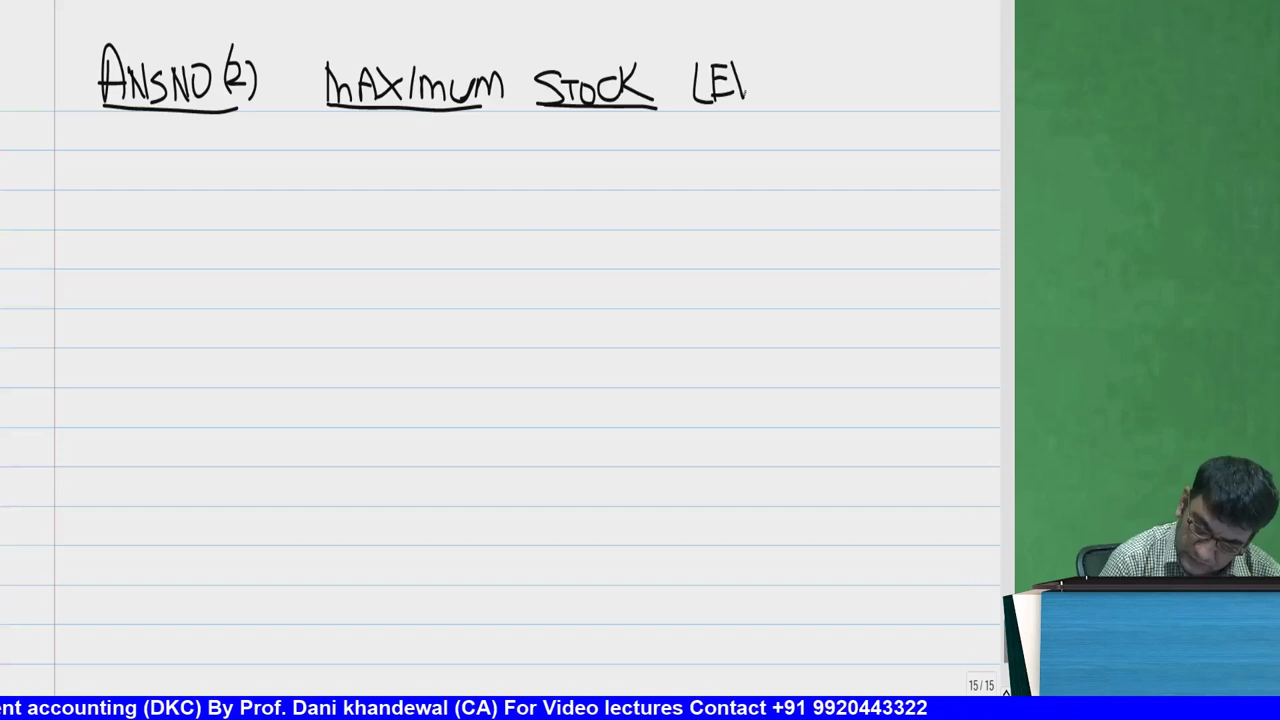 ANSNO (2) MAXIMUM STOCK LEV
15/15
ent accounting (DKC) By Prof. Dani khandewal (CA) For Video lectures Contact +91 9920443322